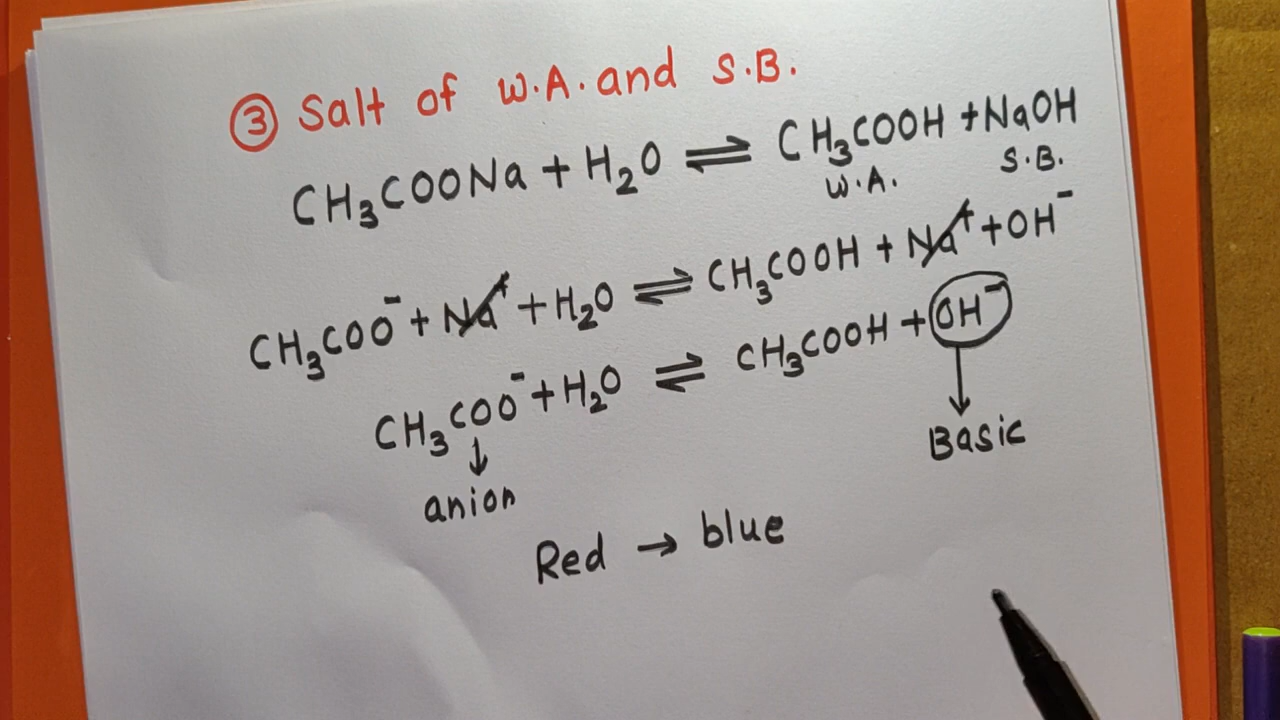 ③ Salt of W.A. and S.B.
CH₃COONa + H₂O ⇌ CH₃COOH + NaOH
W.A. S.B.
CH₃COO⁻ + Na⁺ + H₂O ⇌ CH₃COOH + Na⁺ + OH⁻
CH₃COO⁻ + H₂O ⇌ CH₃COOH + OH⁻
↓ ↓
anion Basic
Red → blue